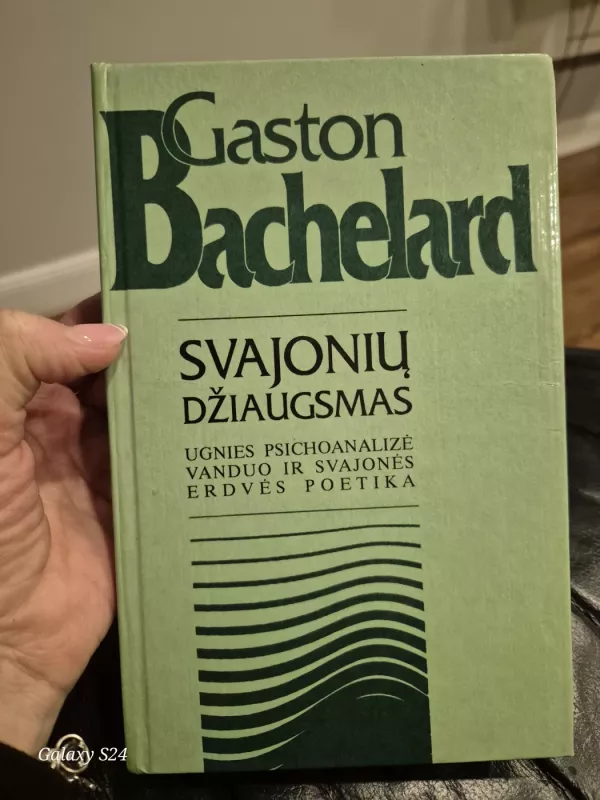 Gaston
Bachelard
SVAJONIŲ
DŽIAUGSMAS
UGNIES PSICHOANALIZĖ
VANDUO IR SVAJONĖS
ERDVĖS POETIKA
Galaxy S24